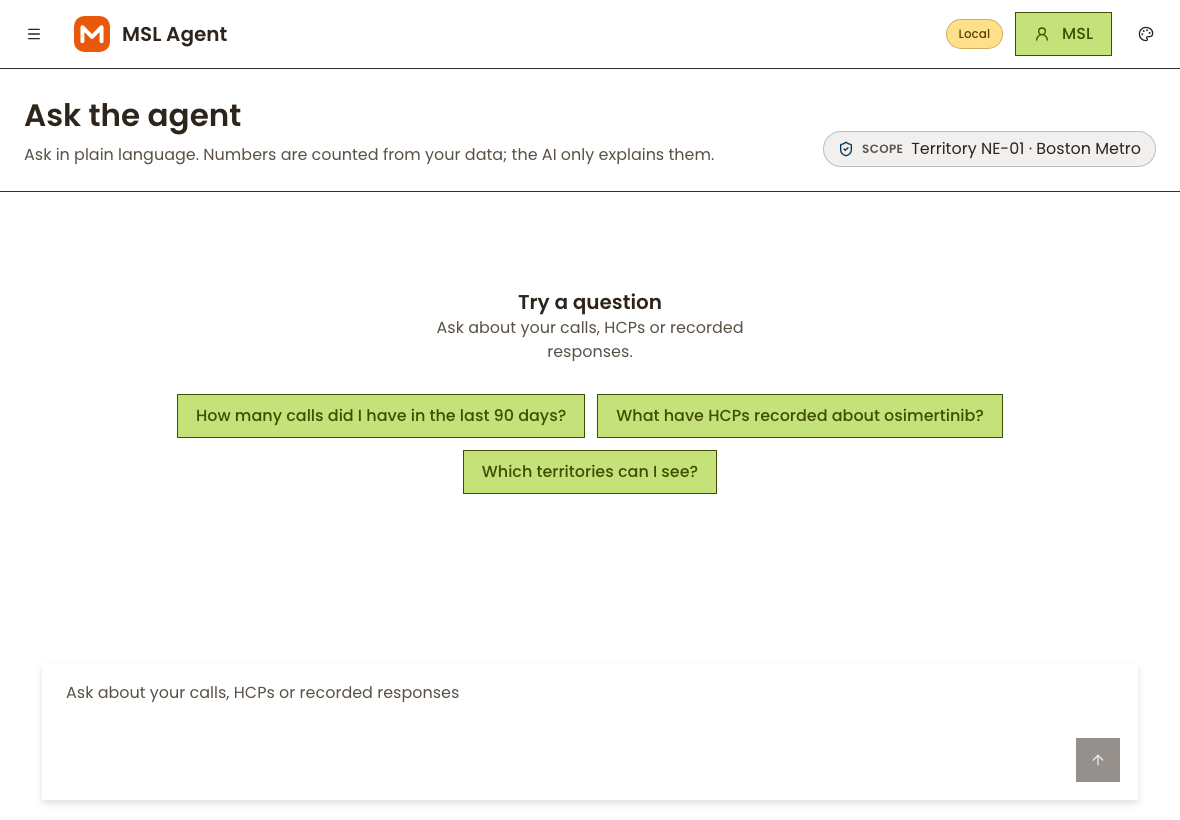 MSL Agent
Local
MSL
Ask the agent
Ask in plain language. Numbers are counted from your data; the AI only explains them.
SCOPE Territory NE-01 · Boston Metro
Try a question
Ask about your calls, HCPs or recorded
responses.
How many calls did I have in the last 90 days?
What have HCPs recorded about osimertinib?
Which territories can I see?
Ask about your calls, HCPs or recorded responses